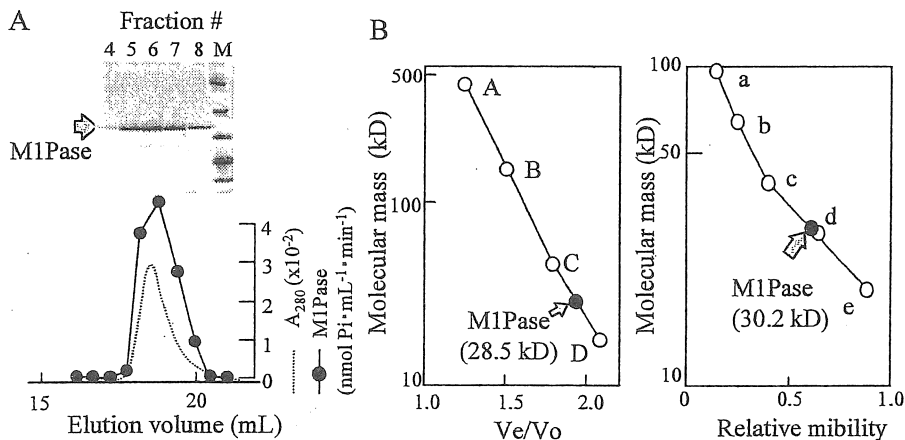 A
Fraction #
4 5 6 7 8 M
M1Pase
4
3
2
1
0
A280 (x10-2)
M1Pase
(nmol Pi•mL-1•min-1)
15 20
Elution volume (mL)
B
500
100
10
Molecular mass (kD)
A
B
C
D
M1Pase
(28.5 kD)
1.0 1.5 2.0
Ve/Vo
100
50
10
Molecular mass (kD)
a
b
c
d
e
M1Pase
(30.2 kD)
0 0.5 1.0
Relative mibility